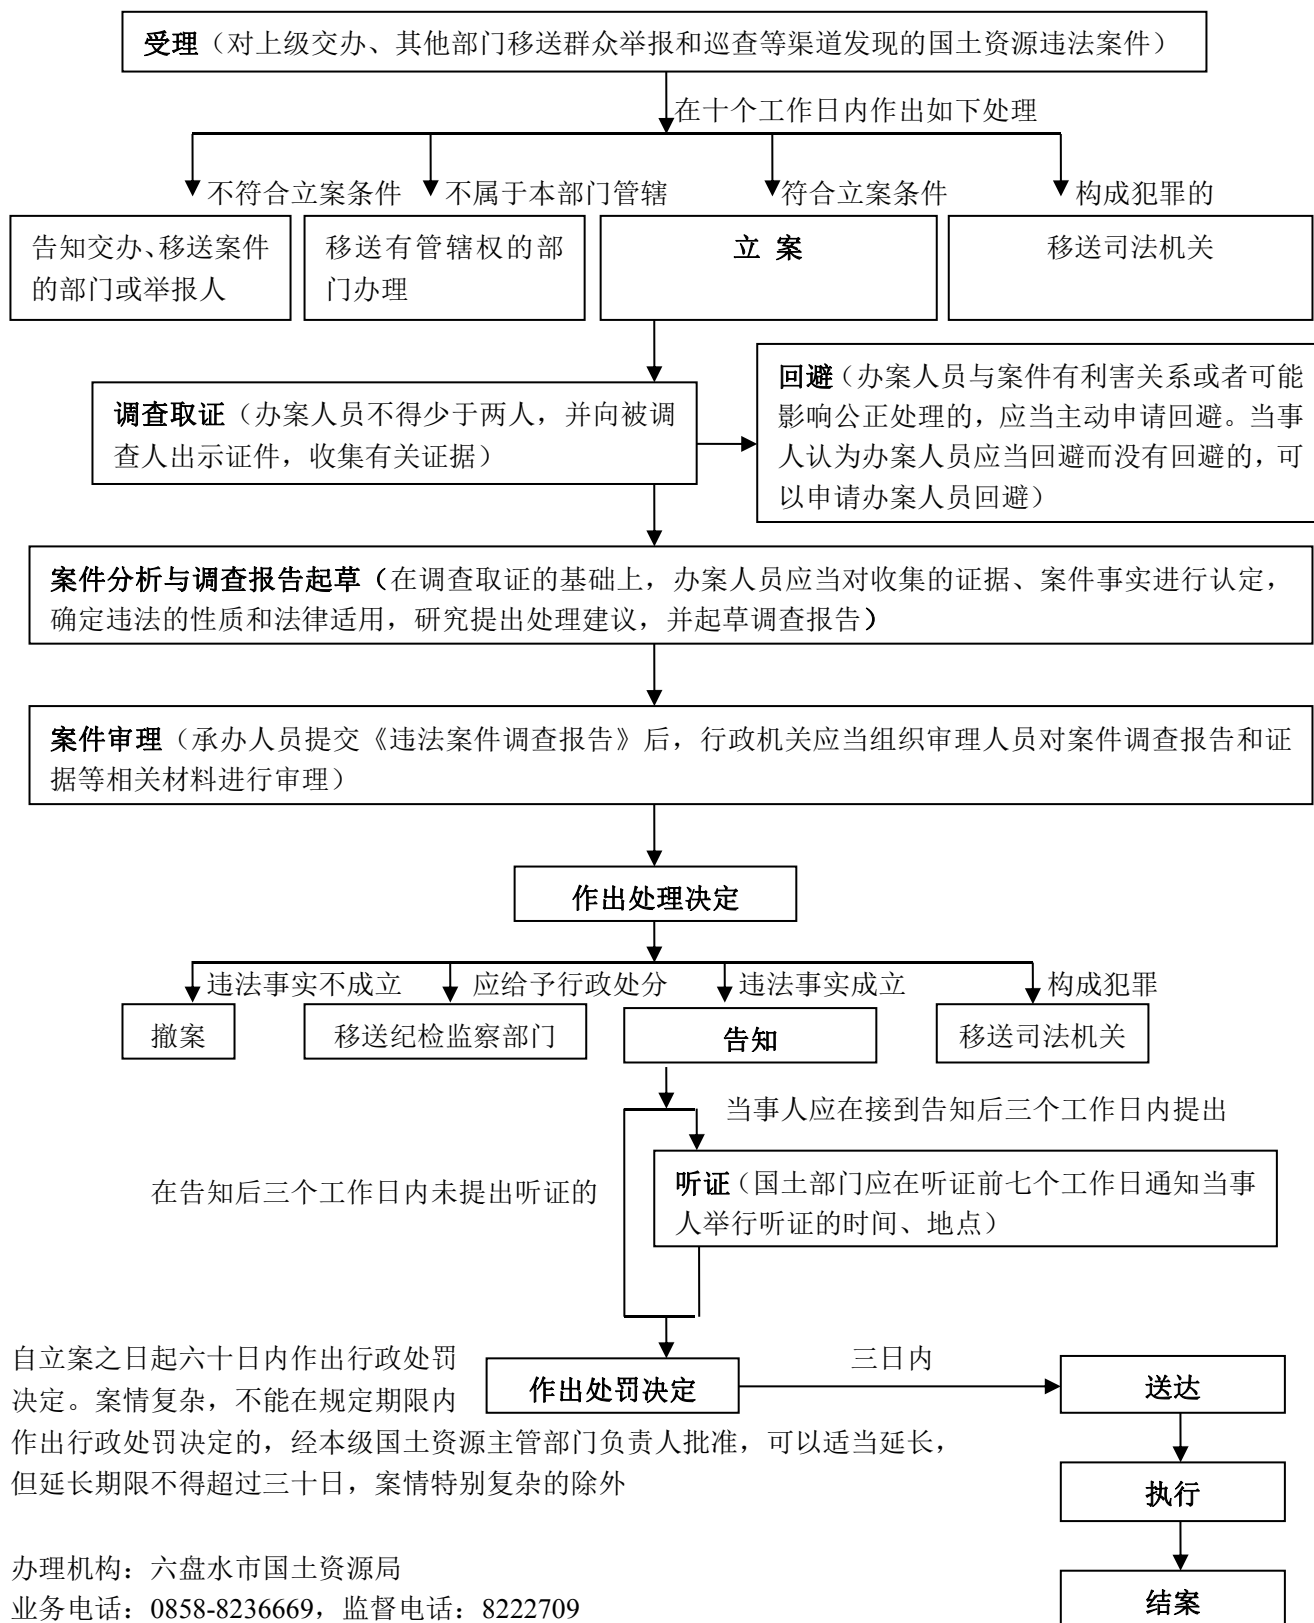 受理（对上级交办、其他部门移送群众举报和巡查等渠道发现的国土资源违法案件）
在十个工作日内作出如下处理
不符合立案条件
不属于本部门管辖
符合立案条件
构成犯罪的
告知交办、移送案件
的部门或举报人
移送有管辖权的部
门办理
立 案
移送司法机关
调查取证（办案人员不得少于两人，并向被调
查人出示证件，收集有关证据）
回避（办案人员与案件有利害关系或者可能
影响公正处理的，应当主动申请回避。当事
人认为办案人员应当回避而没有回避的，可
以申请办案人员回避）
案件分析与调查报告起草（在调查取证的基础上，办案人员应当对收集的证据、案件事实进行认定，
确定违法的性质和法律适用，研究提出处理建议，并起草调查报告）
案件审理（承办人员提交《违法案件调查报告》后，行政机关应当组织审理人员对案件调查报告和证
据等相关材料进行审理）
作出处理决定
违法事实不成立
应给予行政处分
违法事实成立
构成犯罪
撤案
移送纪检监察部门
告知
移送司法机关
当事人应在接到告知后三个工作日内提出
在告知后三个工作日内未提出听证的
听证（国土部门应在听证前七个工作日通知当事
人举行听证的时间、地点）
自立案之日起六十日内作出行政处罚
决定。案情复杂，不能在规定期限内
作出行政处罚决定的，经本级国土资源主管部门负责人批准，可以适当延长，
但延长期限不得超过三十日，案情特别复杂的除外
作出处罚决定
三日内
送达
执行
结案
办理机构：六盘水市国土资源局
业务电话：0858-8236669，监督电话：8222709